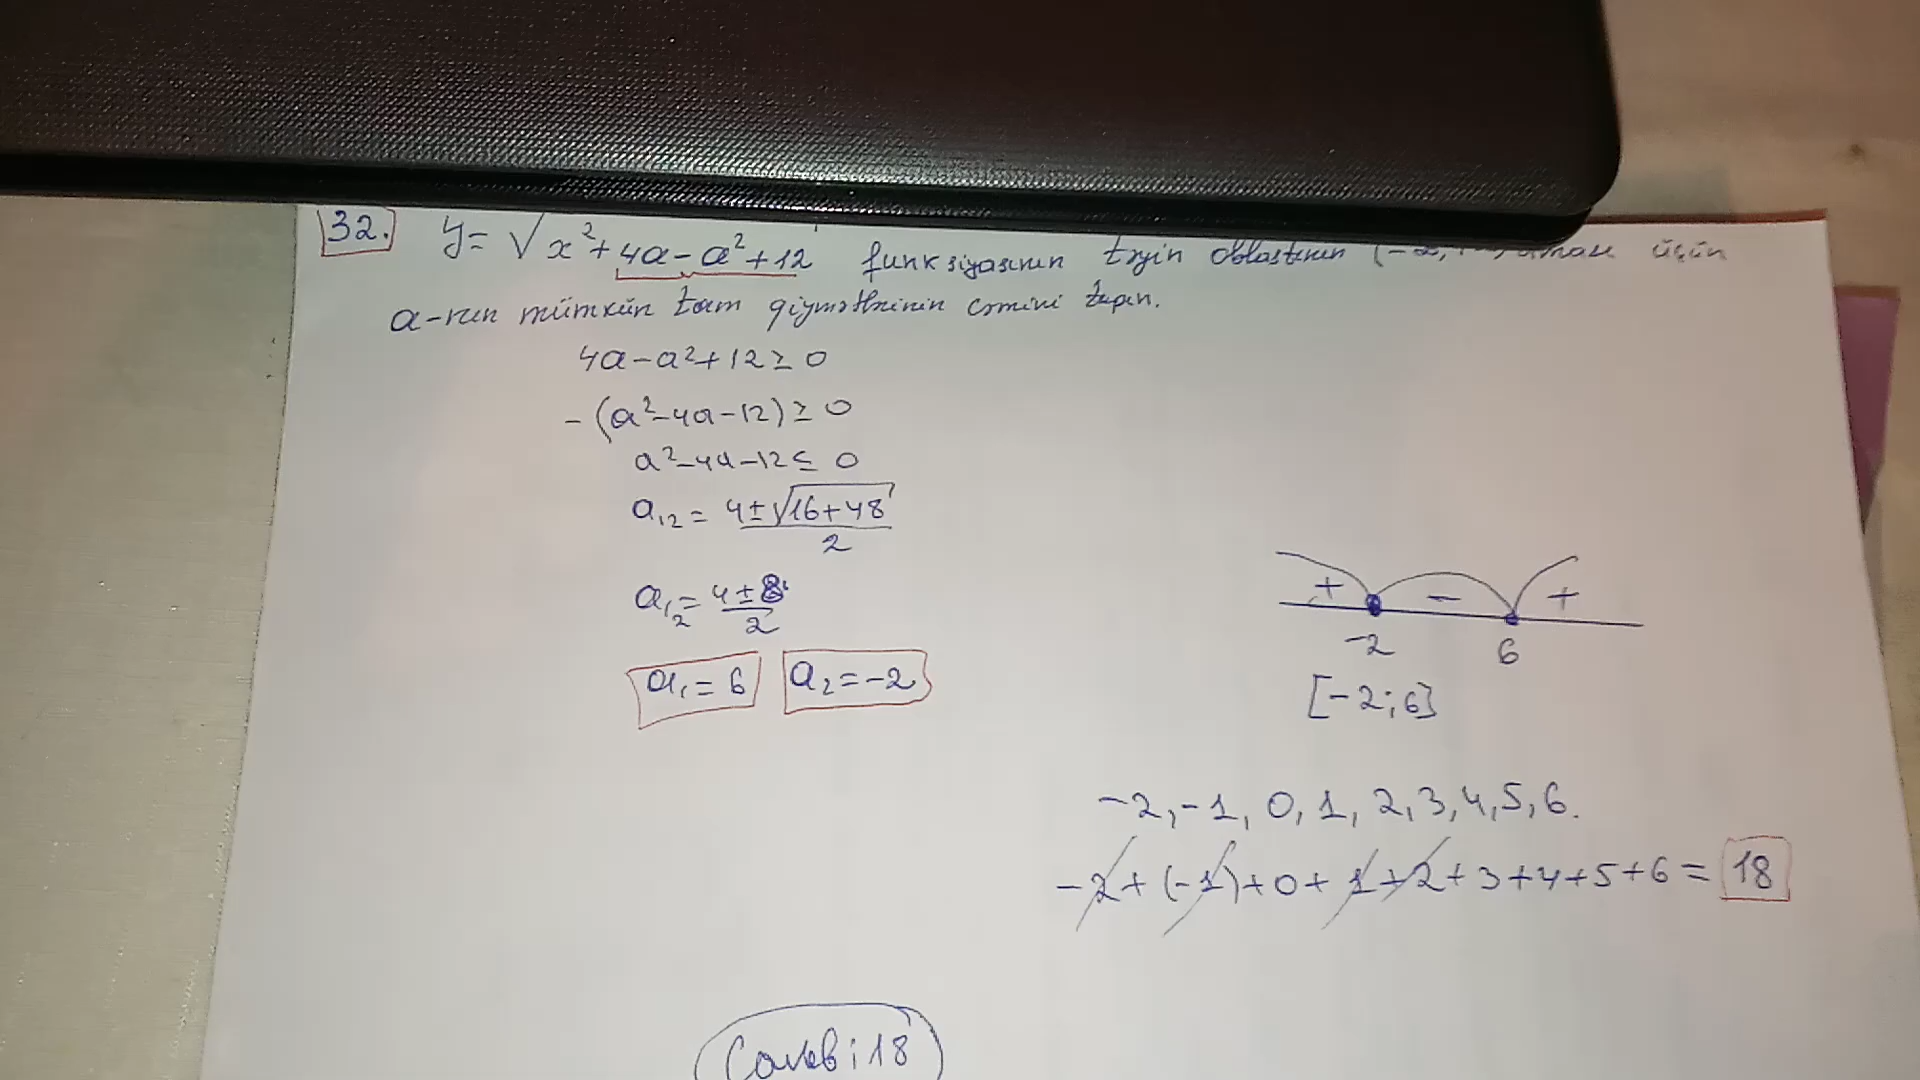 32. y = √x²+4a-a²+12 funksiyasının təyin oblastının olması üçün
a-nın mümkün tam qiymətlərinin cəmini tapın.
4a-a²+12≥0
-(a²-4a-12)≥0
a²-4a-12≤0
a₁₂ = 4±√16+48 / 2
a₁₂ = 4±8 / 2
a₁=6 a₂=-2
+ - +
-2 6
[-2;6]
-2,-1, 0, 1, 2,3,4,5,6.
-2+(-1)+0+1+2+3+4+5+6=18
Cavab:18